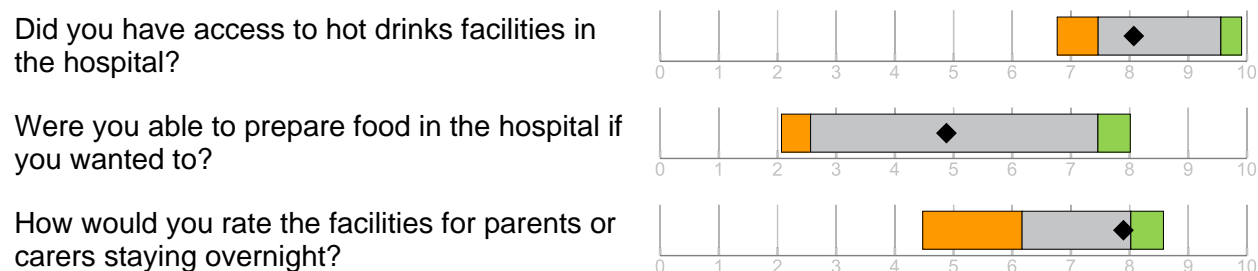 Did you have access to hot drinks facilities in
the hospital?
0 1 2 3 4 5 6 7 8 9 10
Were you able to prepare food in the hospital if
you wanted to?
0 1 2 3 4 5 6 7 8 9 10
How would you rate the facilities for parents or
carers staying overnight?
0 1 2 3 4 5 6 7 8 9 10